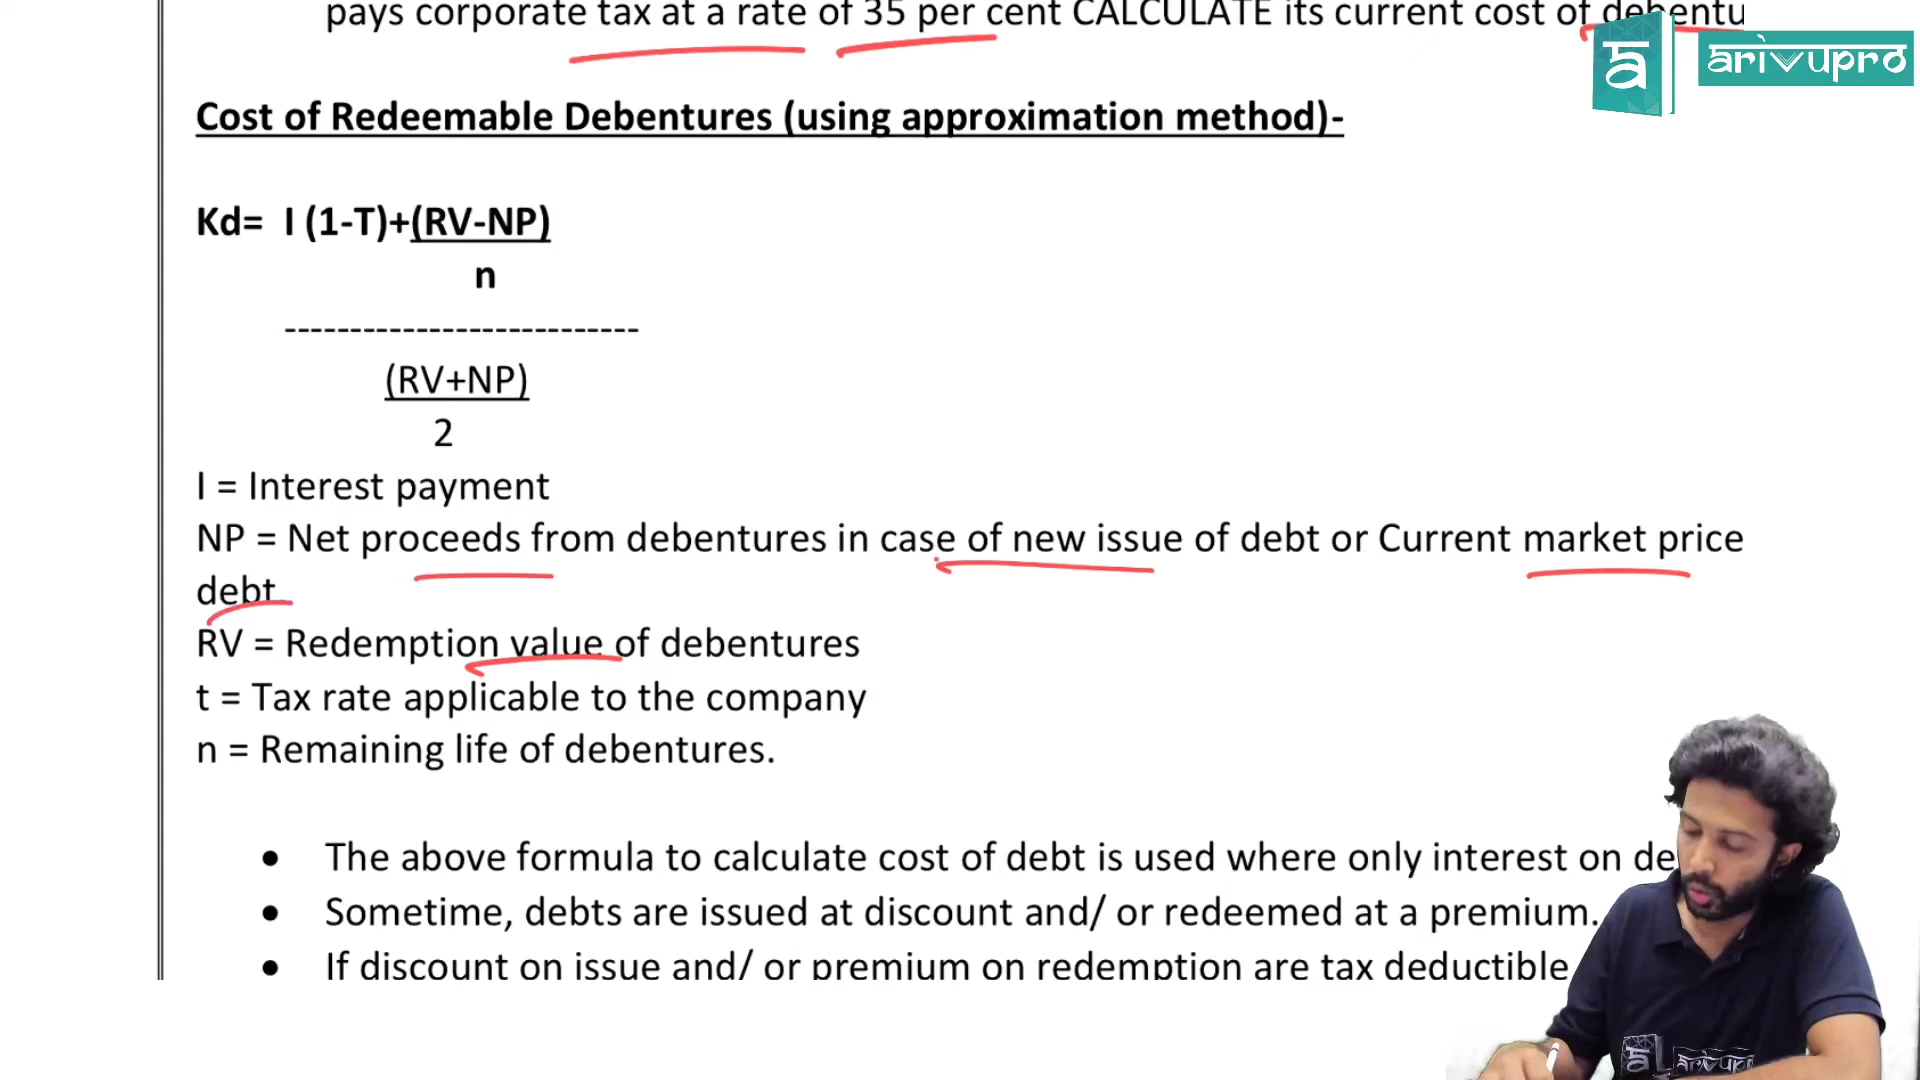 pays corporate tax at a rate of 35 per cent CALCULATE its current cost of debentu
arivupro
Cost of Redeemable Debentures (using approximation method)-
Kd= I (1-T)+(RV-NP)
n
---------------------------
(RV+NP)
2
I = Interest payment
NP = Net proceeds from debentures in case of new issue of debt or Current market price
debt.
RV = Redemption value of debentures
t = Tax rate applicable to the company
n = Remaining life of debentures.
• The above formula to calculate cost of debt is used where only interest on de
• Sometime, debts are issued at discount and/ or redeemed at a premium.
• If discount on issue and/ or premium on redemption are tax deductible